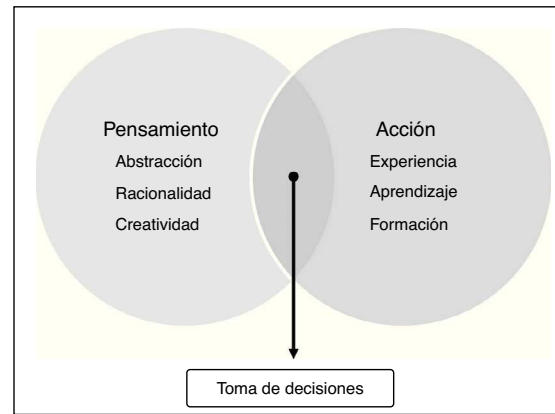 Pensamiento
Abstracción
Racionalidad
Creatividad
Acción
Experiencia
Aprendizaje
Formación
Toma de decisiones